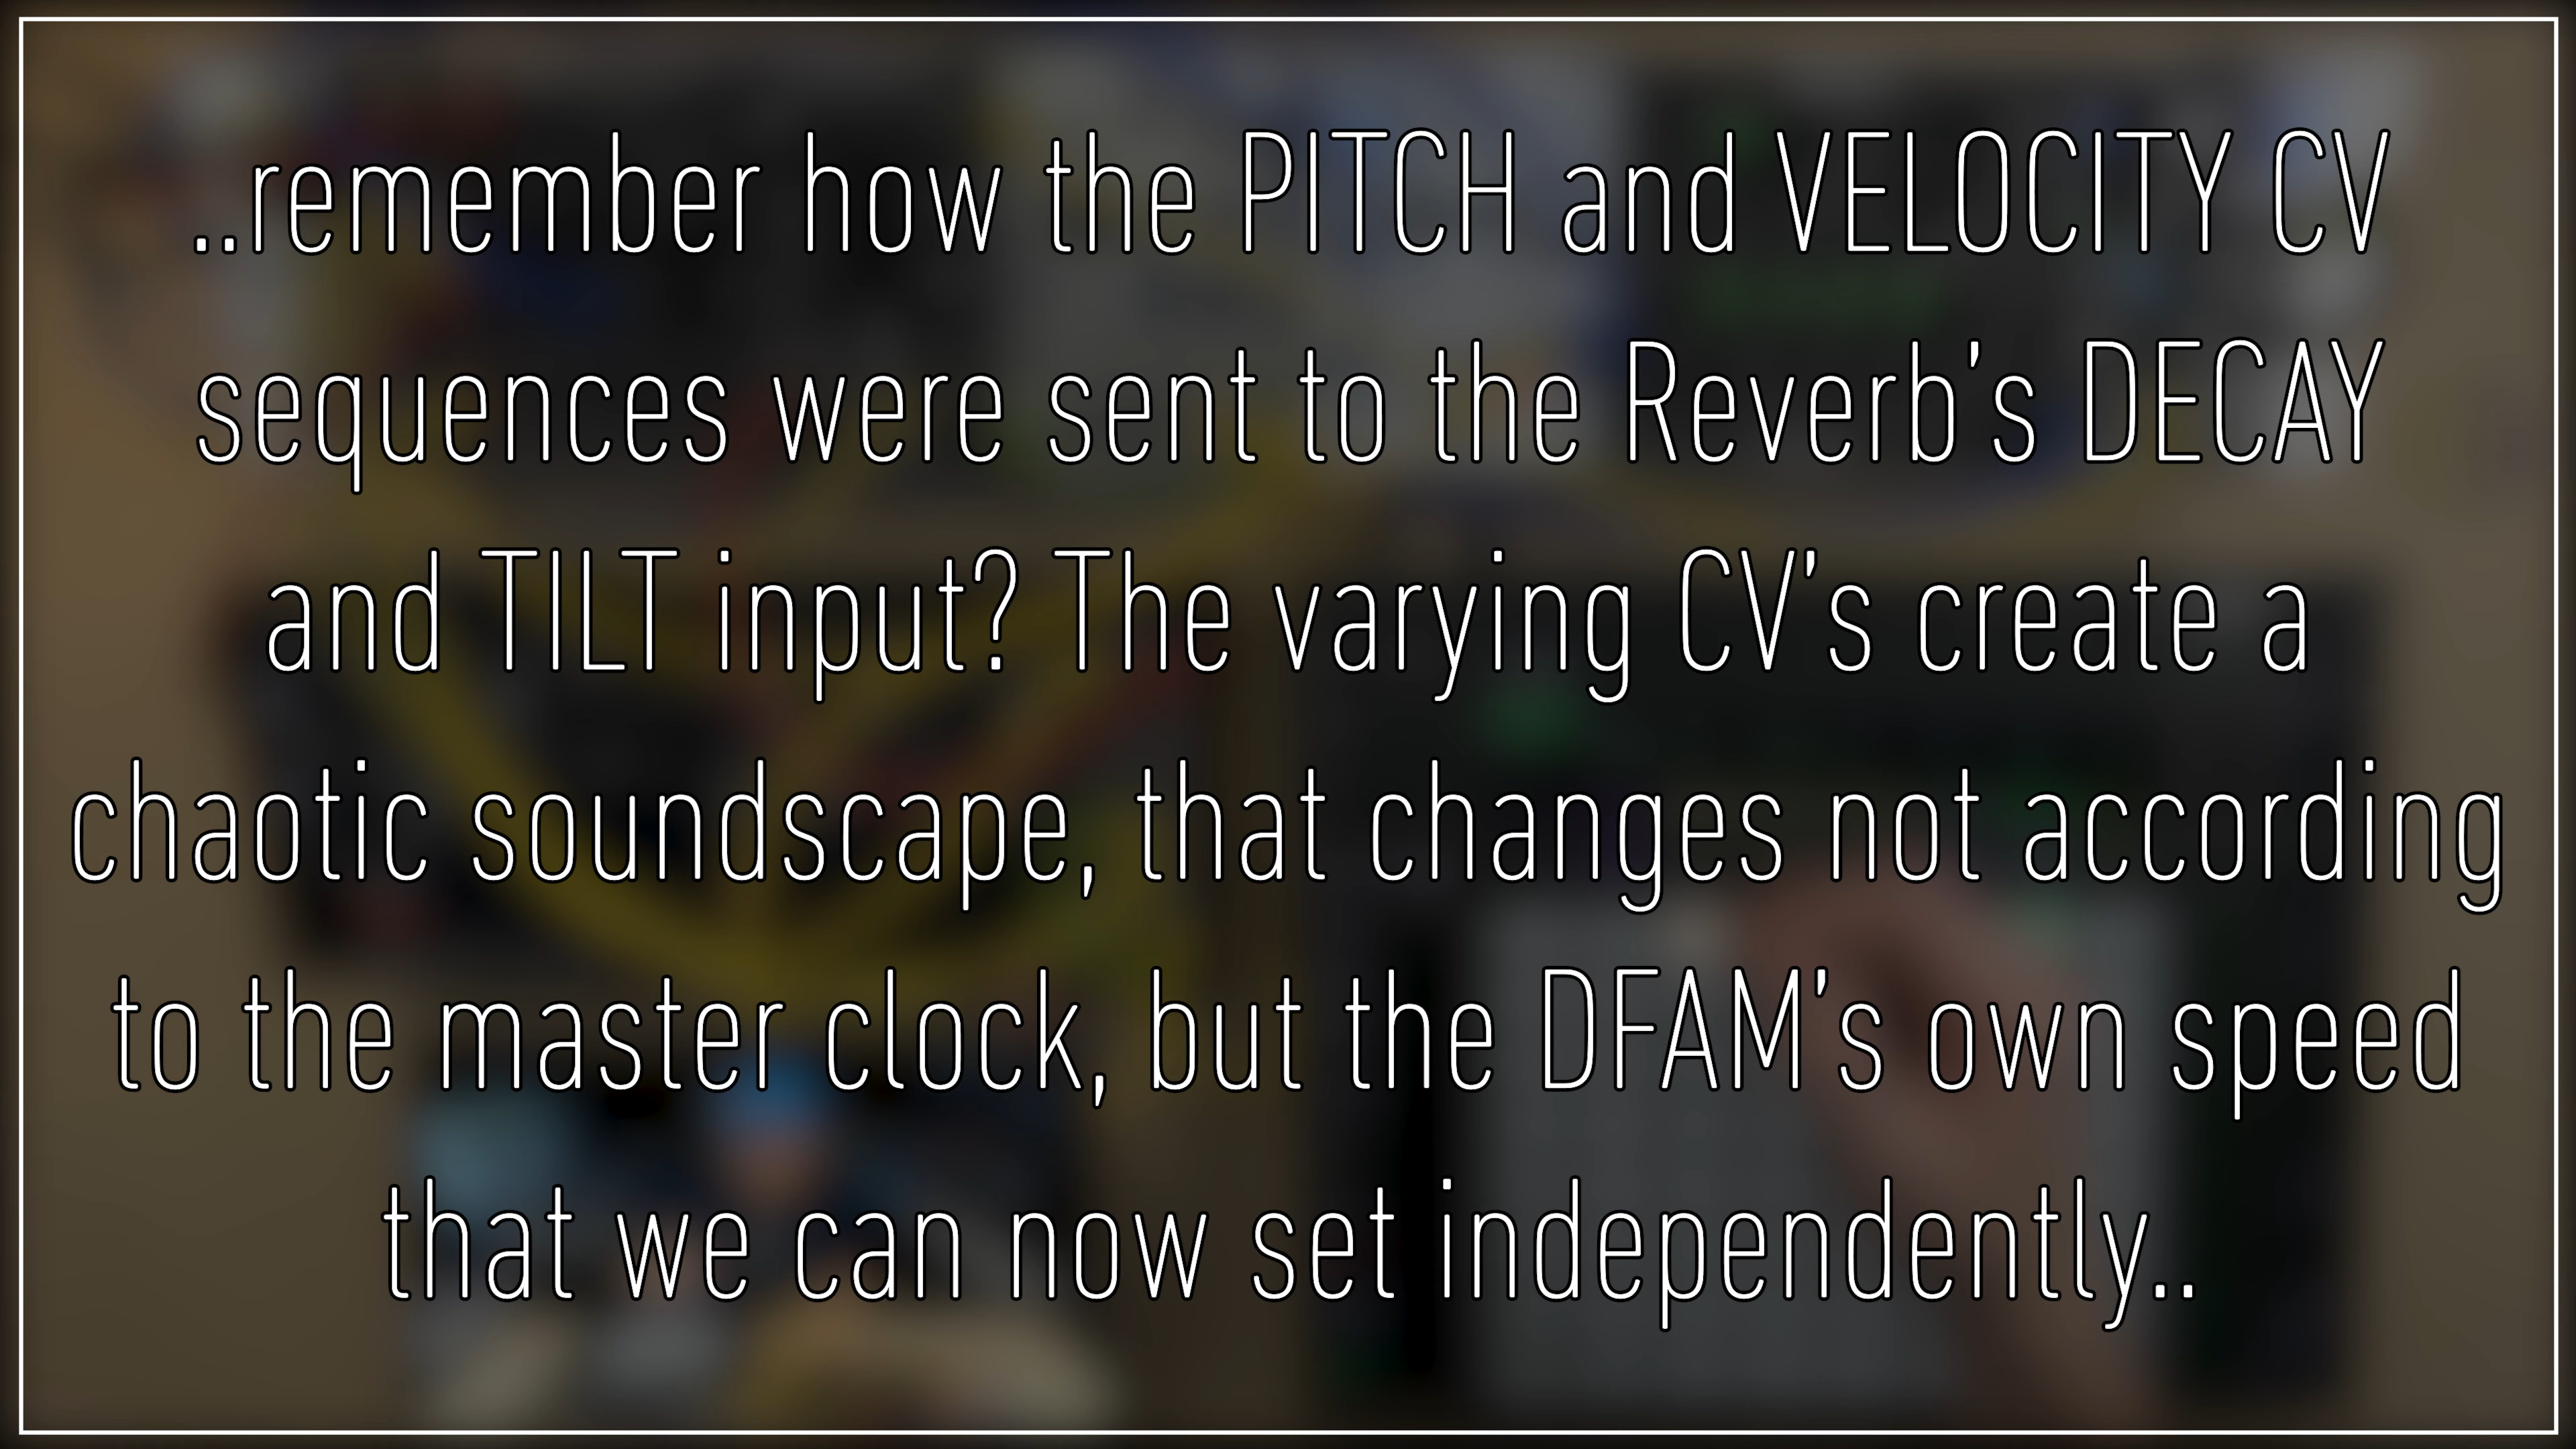 ..remember how the PITCH and VELOCITY CV
sequences were sent to the Reverb's DECAY
and TILT input? The varying CV's create a
chaotic soundscape, that changes not according
to the master clock, but the DFAM's own speed
that we can now set independently..